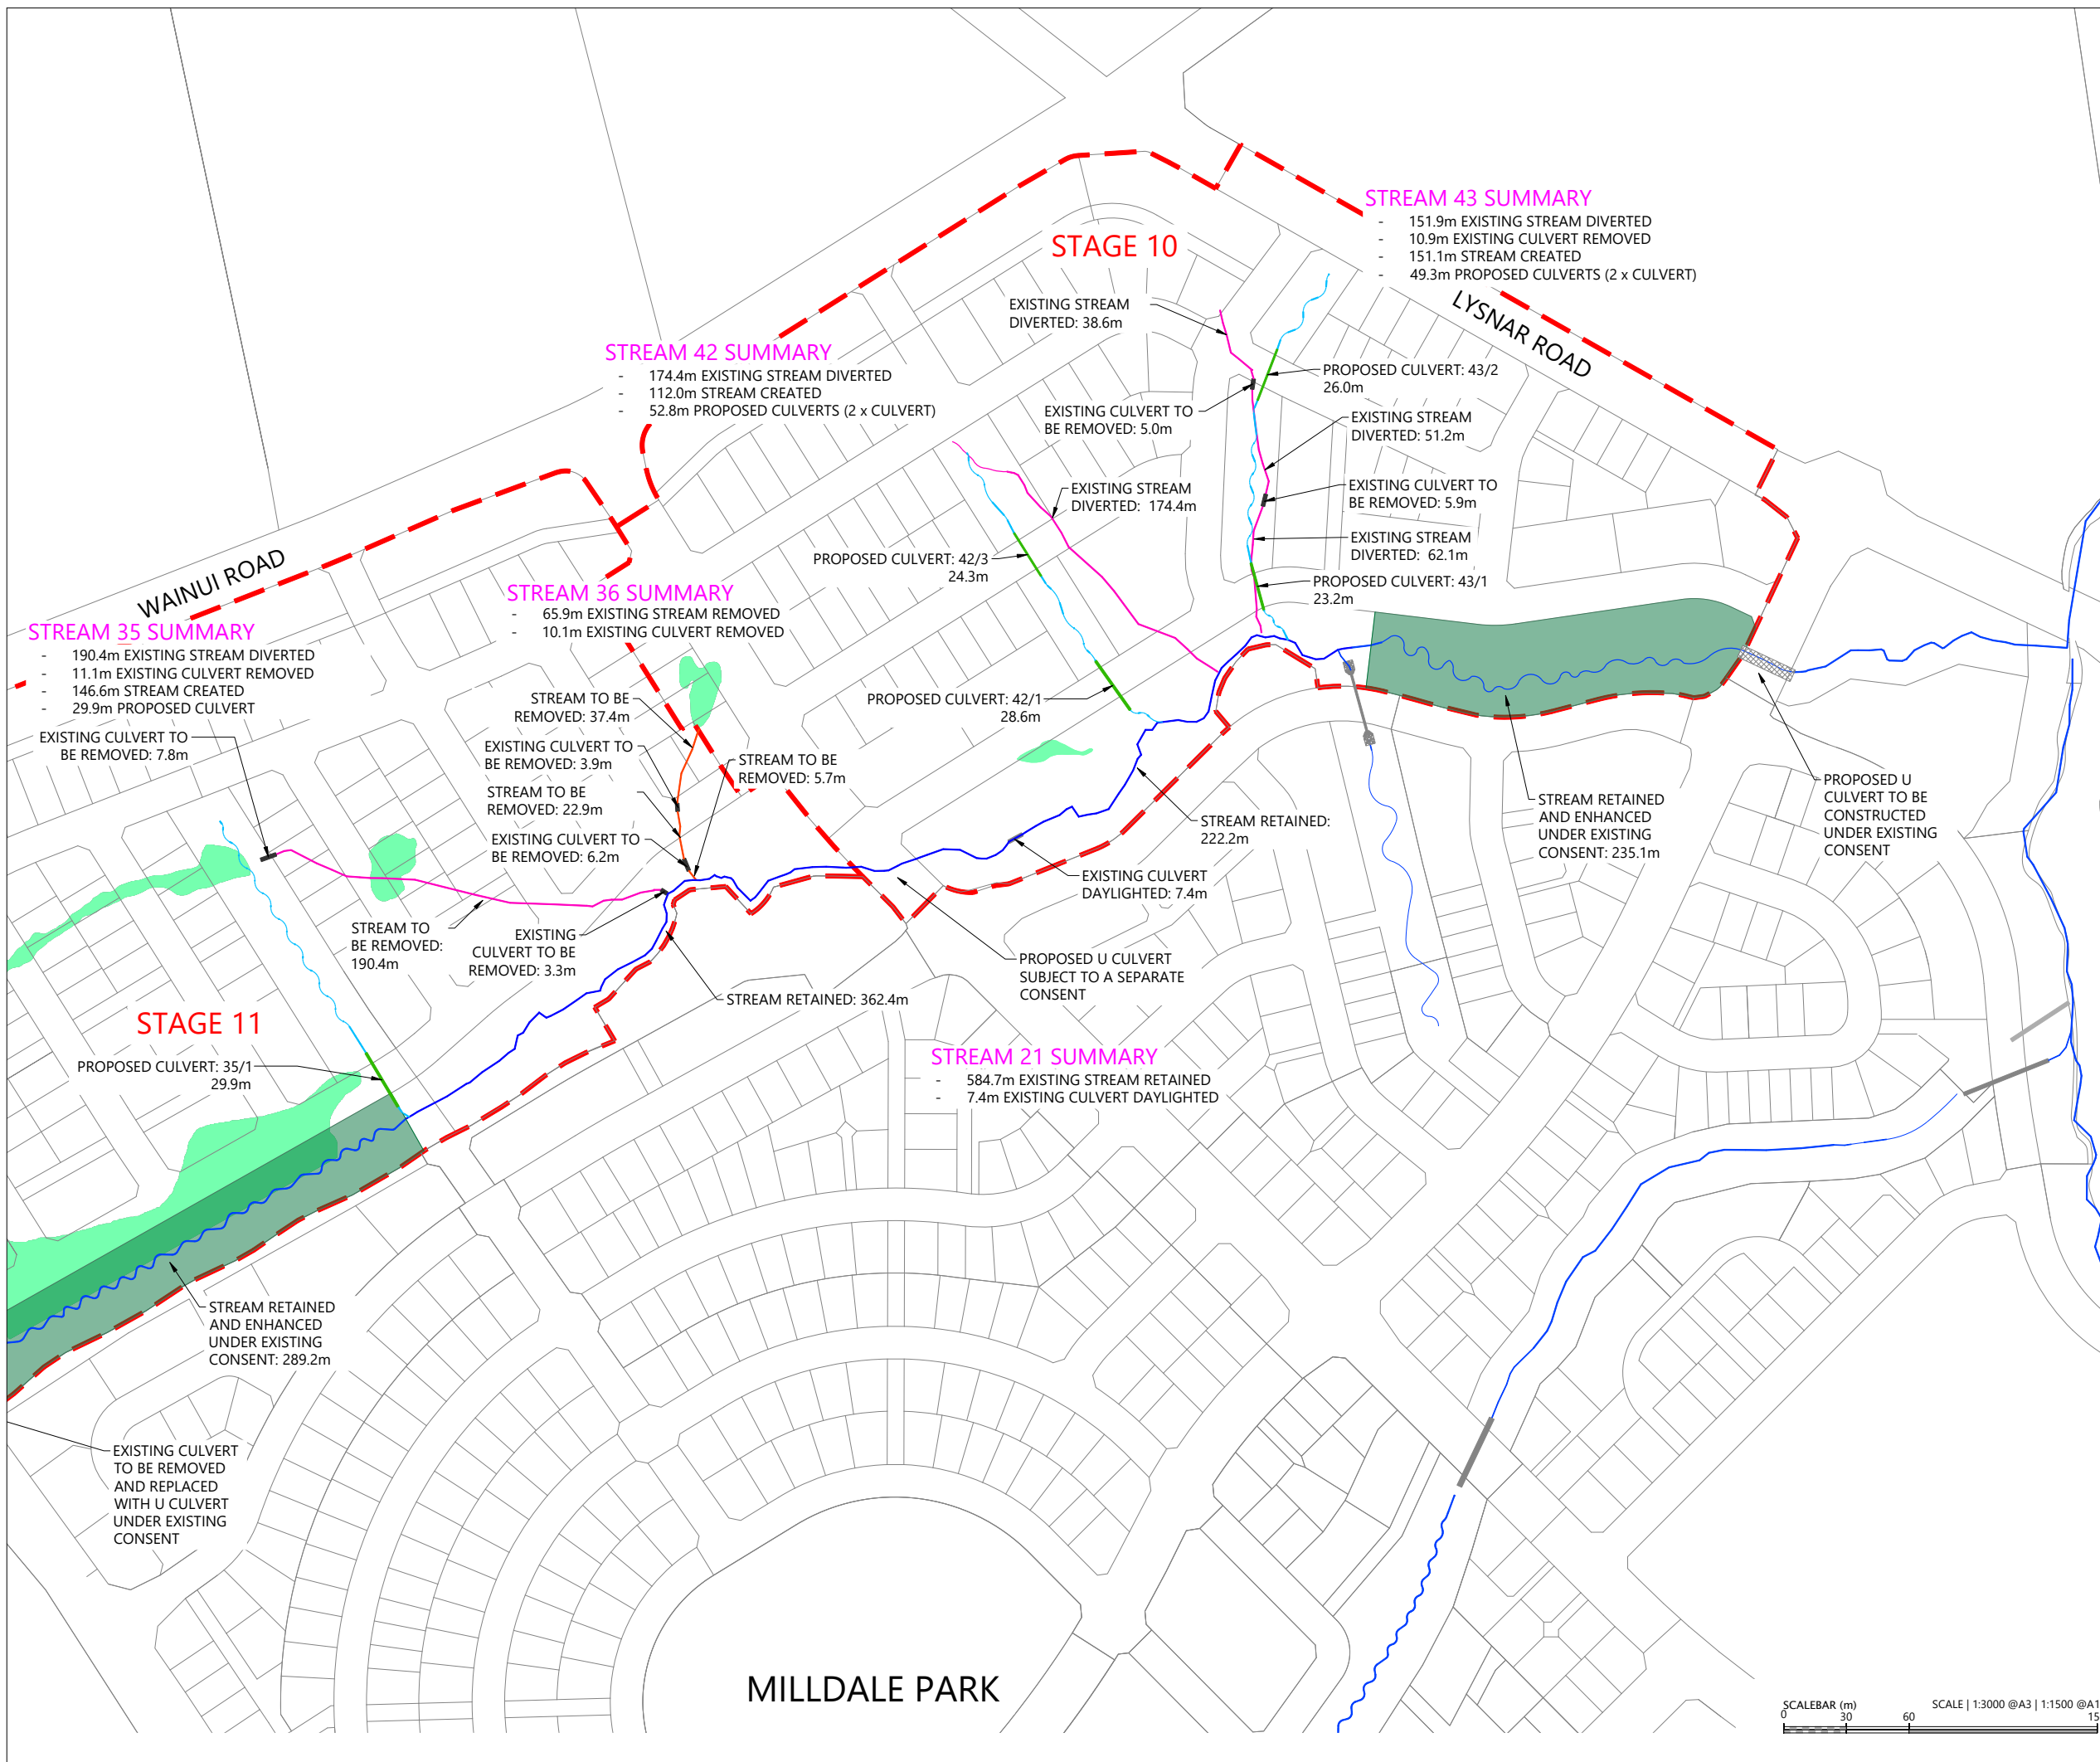 STREAM 43 SUMMARY
- 151.9m EXISTING STREAM DIVERTED
- 10.9m EXISTING CULVERT REMOVED
- 151.1m STREAM CREATED
- 49.3m PROPOSED CULVERTS (2 x CULVERT)
STAGE 10
LYSNAR ROAD
EXISTING STREAM
DIVERTED: 38.6m
STREAM 42 SUMMARY
- 174.4m EXISTING STREAM DIVERTED
- 112.0m STREAM CREATED
- 52.8m PROPOSED CULVERTS (2 x CULVERT)
PROPOSED CULVERT: 43/2
26.0m
EXISTING CULVERT TO
BE REMOVED: 5.0m
EXISTING STREAM
DIVERTED: 51.2m
EXISTING STREAM
DIVERTED: 174.4m
EXISTING CULVERT TO
BE REMOVED: 5.9m
EXISTING STREAM
DIVERTED: 62.1m
PROPOSED CULVERT: 42/3
24.3m
PROPOSED CULVERT: 43/1
23.2m
WAINUI ROAD
STREAM 36 SUMMARY
- 65.9m EXISTING STREAM REMOVED
- 10.1m EXISTING CULVERT REMOVED
STREAM 35 SUMMARY
- 190.4m EXISTING STREAM DIVERTED
- 11.1m EXISTING CULVERT REMOVED
- 146.6m STREAM CREATED
- 29.9m PROPOSED CULVERT
STREAM TO BE
REMOVED: 37.4m
PROPOSED CULVERT: 42/1
28.6m
EXISTING CULVERT TO
BE REMOVED: 7.8m
EXISTING CULVERT TO
BE REMOVED: 3.9m
STREAM TO BE
REMOVED: 5.7m
STREAM TO BE
REMOVED: 22.9m
EXISTING CULVERT TO
BE REMOVED: 6.2m
STREAM RETAINED:
222.2m
STREAM RETAINED
AND ENHANCED
UNDER EXISTING
CONSENT: 235.1m
PROPOSED U
CULVERT TO BE
CONSTRUCTED
UNDER EXISTING
CONSENT
EXISTING CULVERT
DAYLIGHTED: 7.4m
STREAM TO
BE REMOVED:
190.4m
EXISTING
CULVERT TO BE
REMOVED: 3.3m
PROPOSED U CULVERT
SUBJECT TO A SEPARATE
CONSENT
STREAM RETAINED: 362.4m
STAGE 11
PROPOSED CULVERT: 35/1
29.9m
STREAM 21 SUMMARY
- 584.7m EXISTING STREAM RETAINED
- 7.4m EXISTING CULVERT DAYLIGHTED
STREAM RETAINED
AND ENHANCED
UNDER EXISTING
CONSENT: 289.2m
EXISTING CULVERT
TO BE REMOVED
AND REPLACED
WITH U CULVERT
UNDER EXISTING
CONSENT
MILLDALE PARK
SCALEBAR (m) SCALE | 1:3000 @A3 | 1:1500 @A1
0 30 60 15